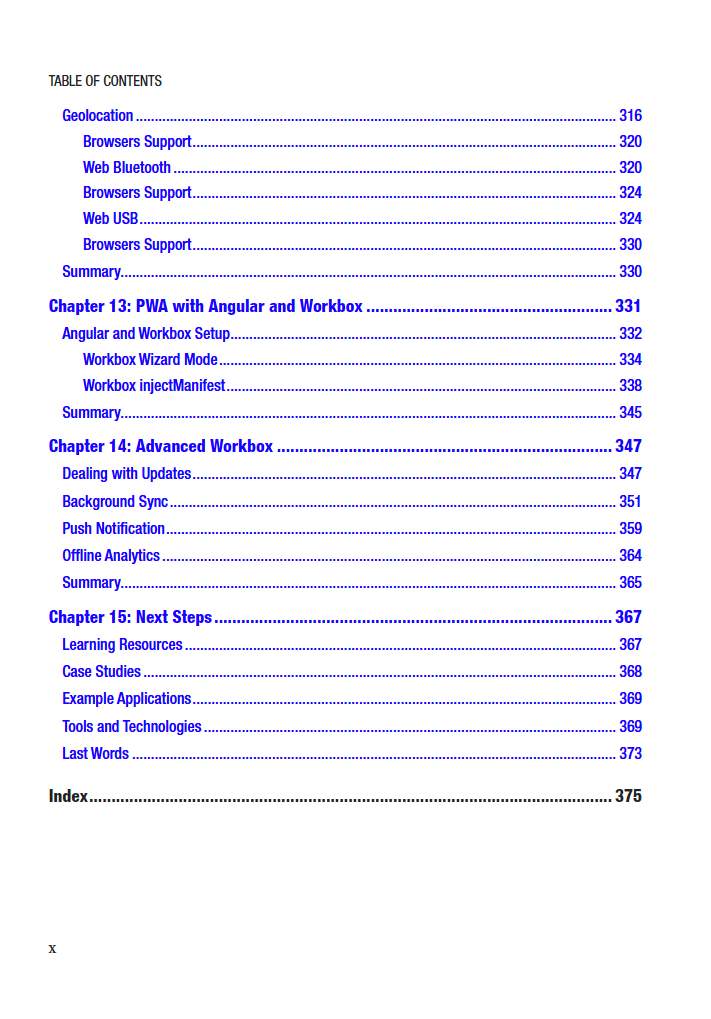 TABLE OF CONTENTS
Geolocation ........ 316
Browsers Support ........ 320
Web Bluetooth ........ 320
Browsers Support ........ 324
Web USB ........ 324
Browsers Support ........ 330
Summary ........ 330
Chapter 13: PWA with Angular and Workbox ........ 331
Angular and Workbox Setup ........ 332
Workbox Wizard Mode ........ 334
Workbox injectManifest ........ 338
Summary ........ 345
Chapter 14: Advanced Workbox ........ 347
Dealing with Updates ........ 347
Background Sync ........ 351
Push Notification ........ 359
Offline Analytics ........ 364
Summary ........ 365
Chapter 15: Next Steps ........ 367
Learning Resources ........ 367
Case Studies ........ 368
Example Applications ........ 369
Tools and Technologies ........ 369
Last Words ........ 373
Index ........ 375
x